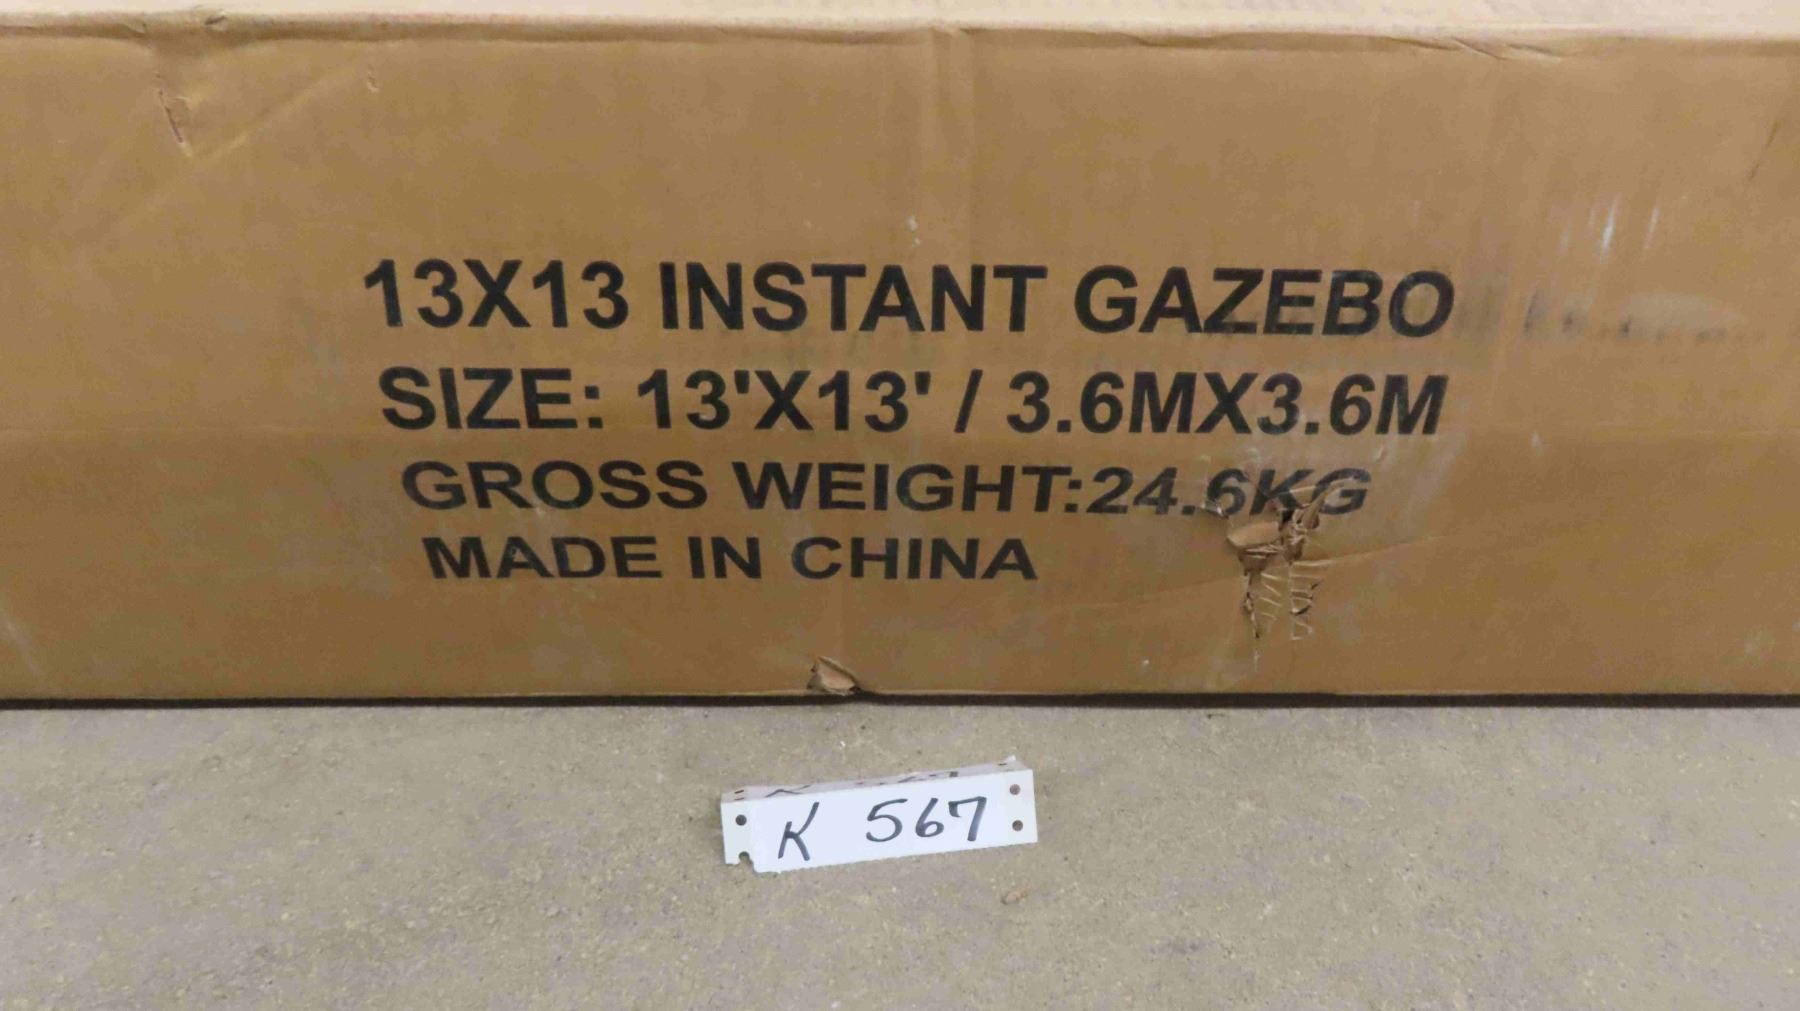 13X13 INSTANT GAZEBO
SIZE: 13'X13' / 3.6MX3.6M
GROSS WEIGHT:24.6KG
MADE IN CHINA
K 567